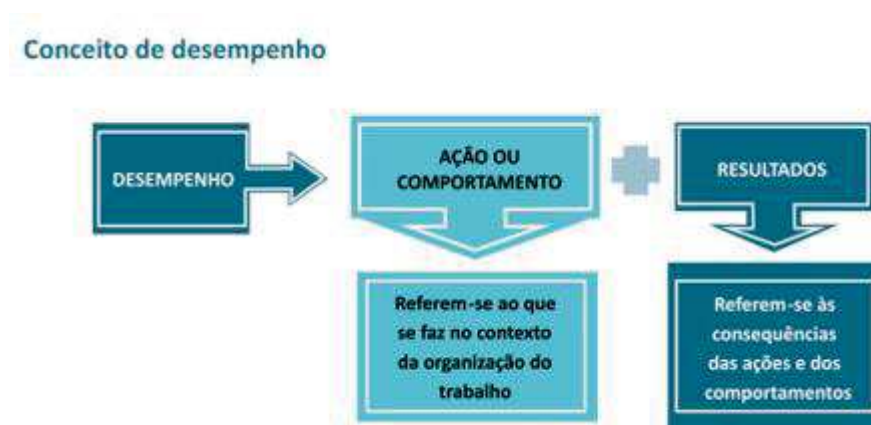 Conceito de desempenho
DESEMPENHO
AÇÃO OU
COMPORTAMENTO
RESULTADOS
Referem-se ao que
se faz no contexto
da organização do
trabalho
Referem-se às
consequências
das ações e dos
comportamentos